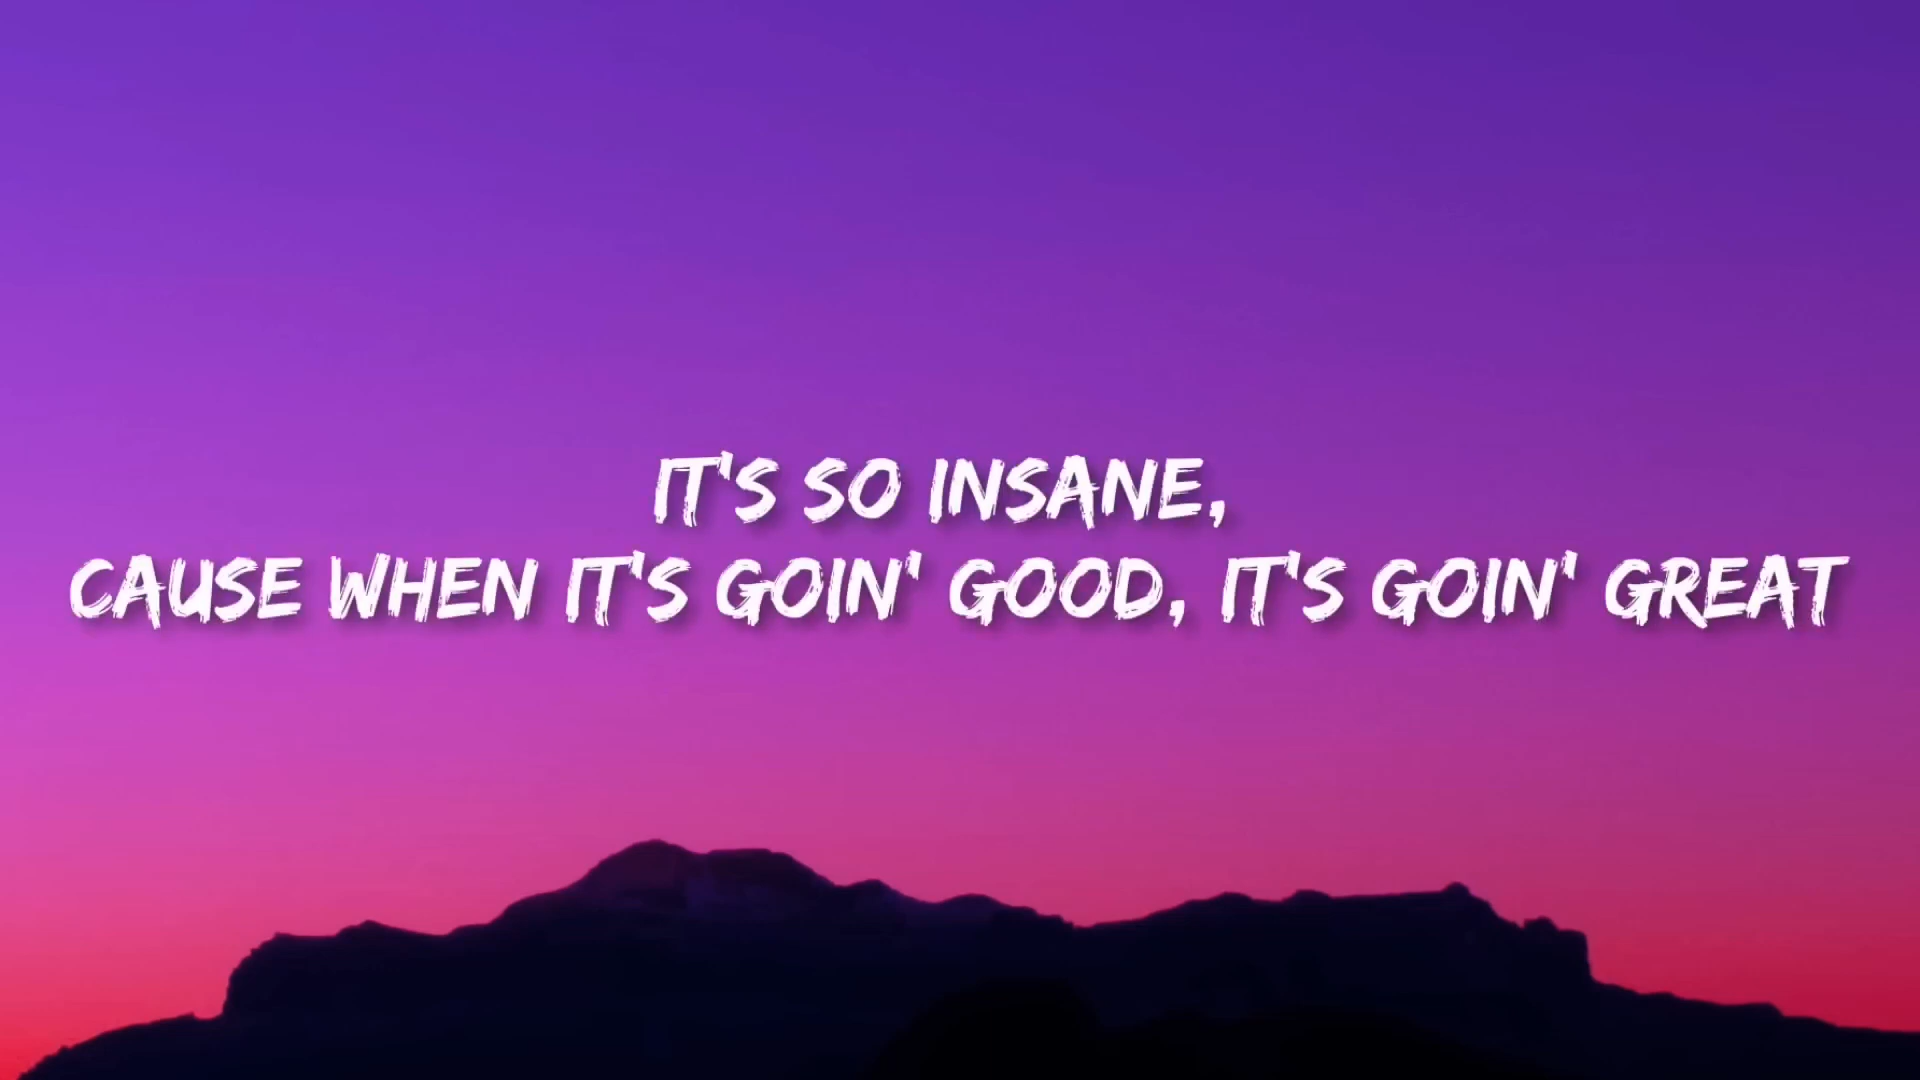 IT'S SO INSANE,
CAUSE WHEN IT'S GOIN' GOOD, IT'S GOIN' GREAT